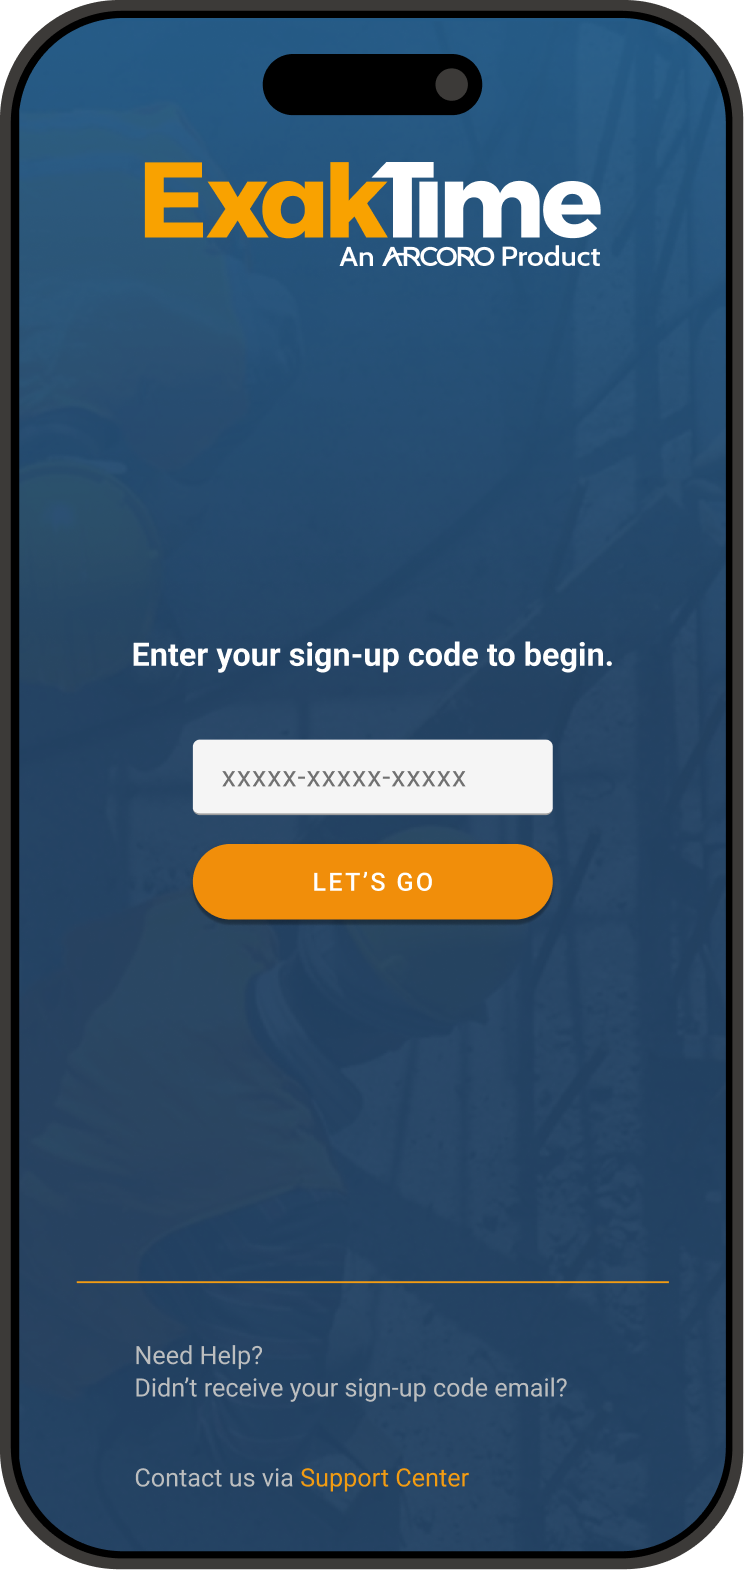 ExakTime
An ARCORO Product
Enter your sign-up code to begin.
xxxxx-xxxxx-xxxxx
LET’S GO
Need Help?
Didn’t receive your sign-up code email?
Contact us via Support Center